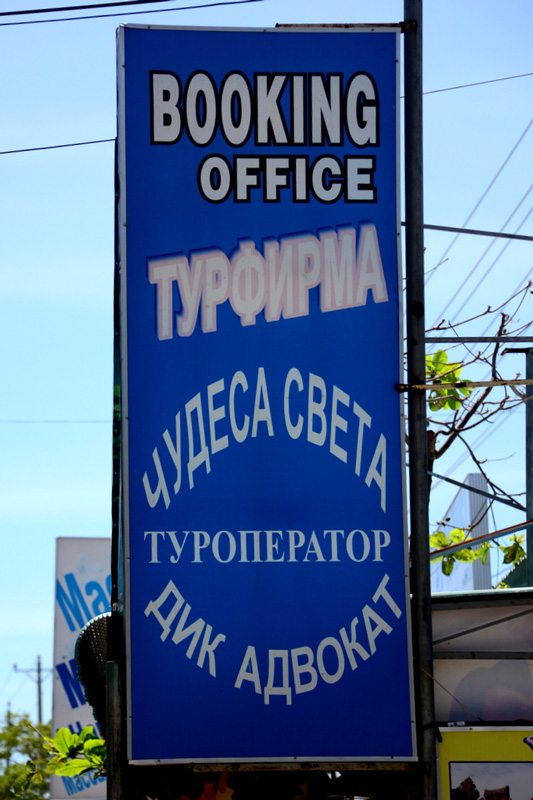 BOOKING
OFFICE
ТУРФИРМА
ЧУДЕСА СВЕТА
ТУРОПЕРАТОР
ДИК АДВОКАТ